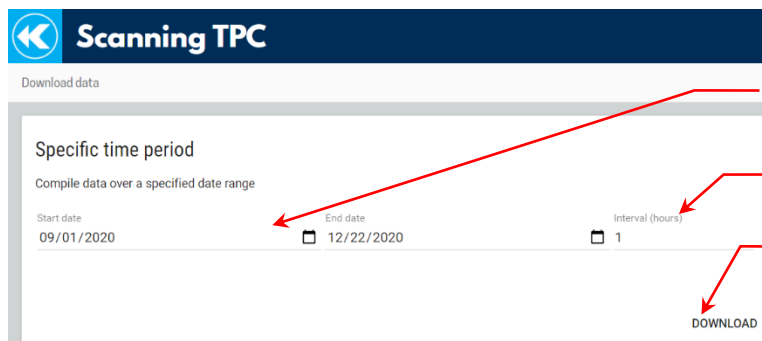 Scanning TPC
Download data
Specific time period
Compile data over a specified date range
Start date End date Interval (hours)
09/01/2020 12/22/2020 1
DOWNLOAD